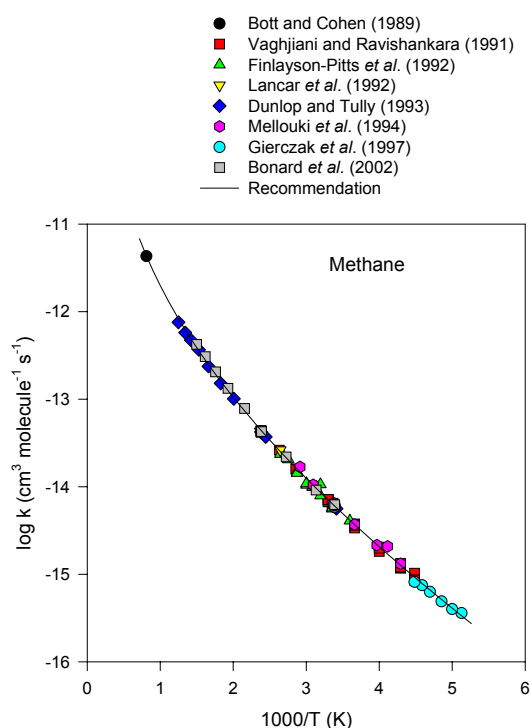 Bott and Cohen (1989)
Vaghjiani and Ravishankara (1991)
Finlayson-Pitts et al. (1992)
Lancar et al. (1992)
Dunlop and Tully (1993)
Mellouki et al. (1994)
Gierczak et al. (1997)
Bonard et al. (2002)
Recommendation
Methane
log k (cm³ molecule⁻¹ s⁻¹)
-11
-12
-13
-14
-15
-16
0 1 2 3 4 5 6
1000/T (K)